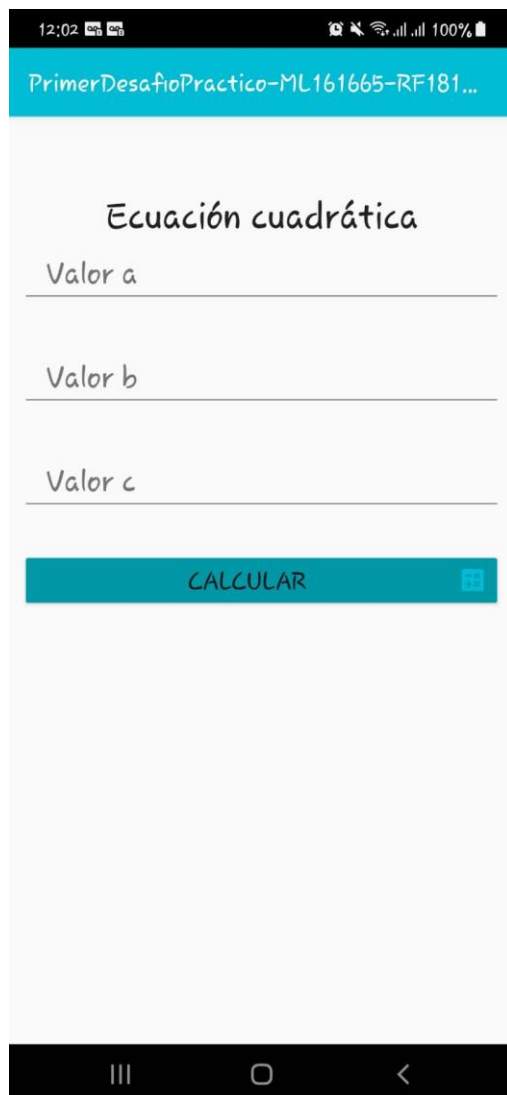 12:02 100%
PrimerDesafioPractico-ML161665-RF181...
Ecuación cuadrática
Valor a
Valor b
Valor c
CALCULAR